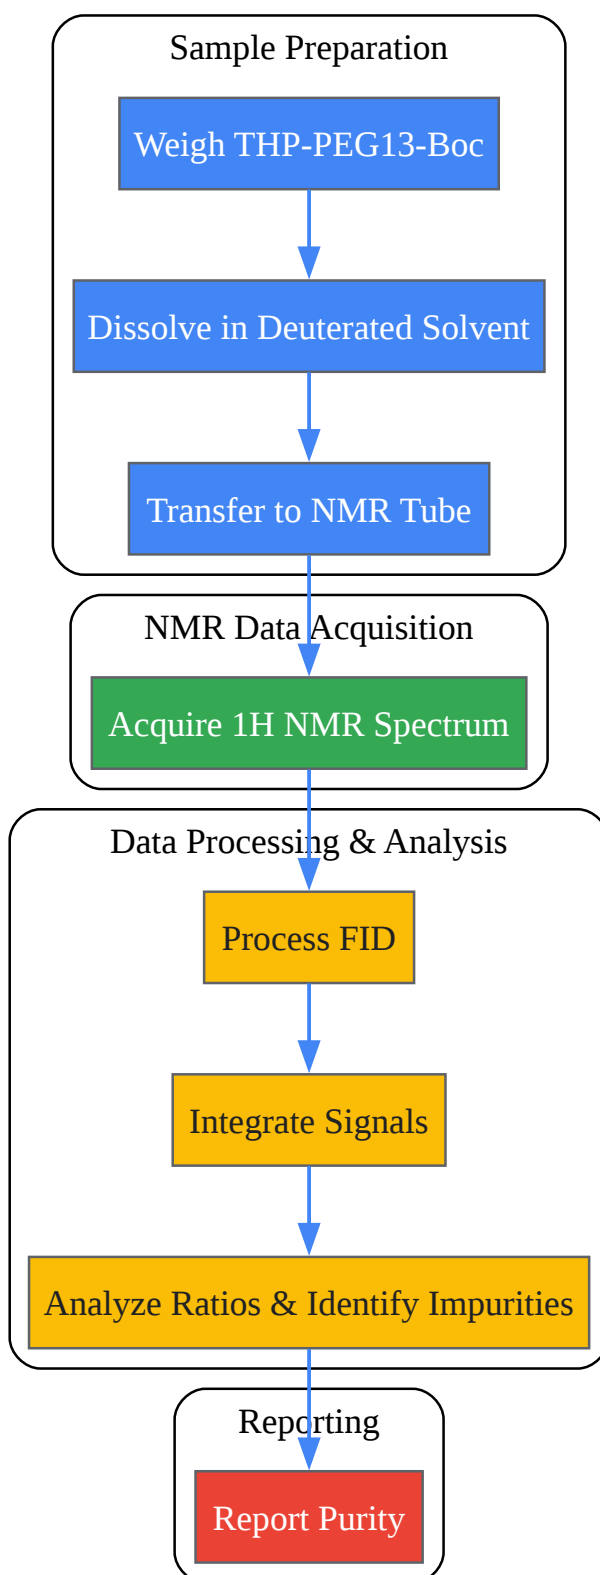 Sample Preparation
Weigh THP-PEG13-Boc
Dissolve in Deuterated Solvent
Transfer to NMR Tube
NMR Data Acquisition
Acquire 1H NMR Spectrum
Data Processing & Analysis
Process FID
Integrate Signals
Analyze Ratios & Identify Impurities
Reporting
Report Purity